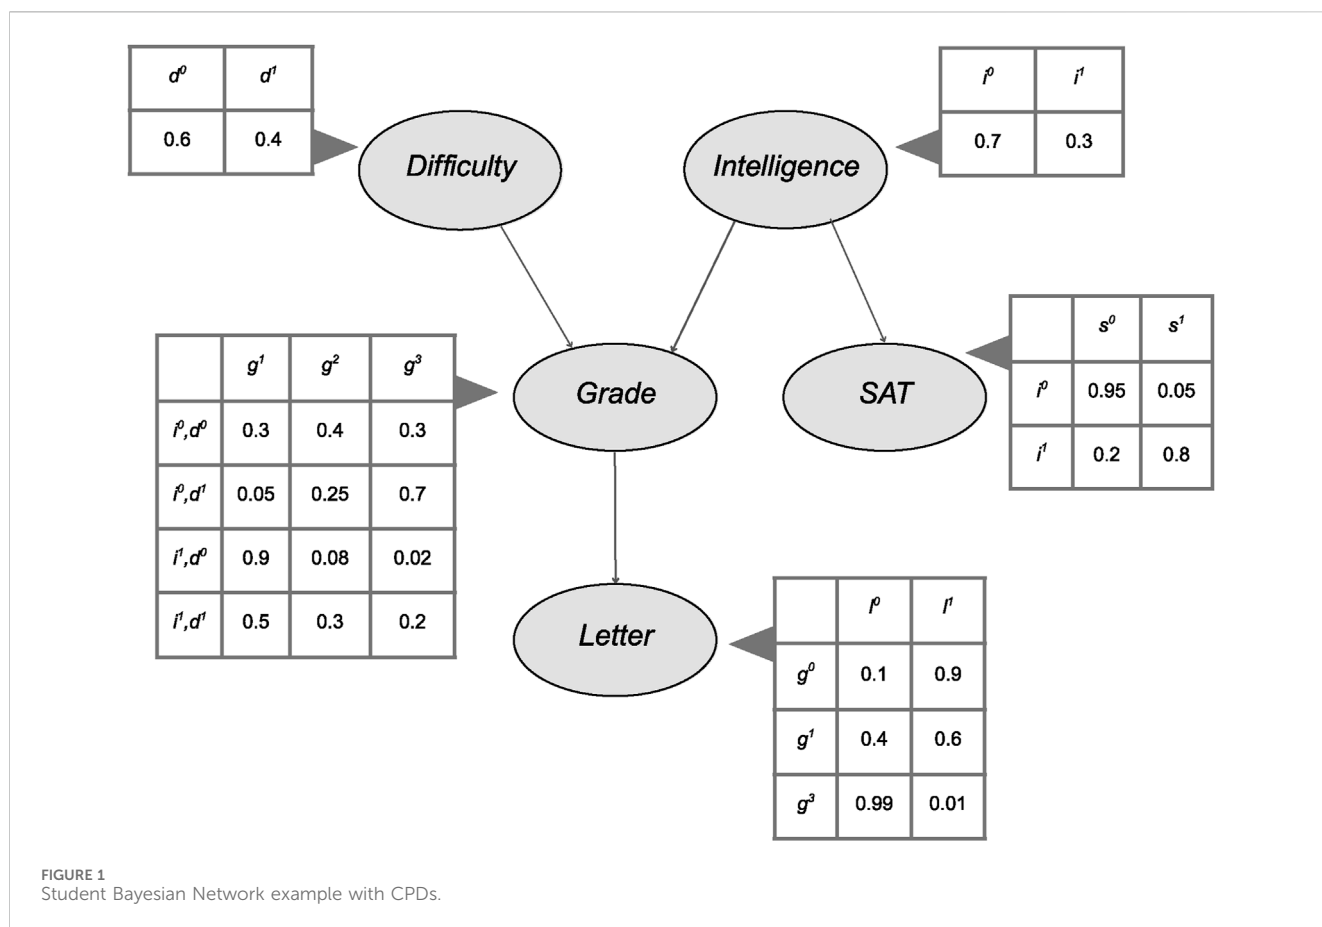 d⁰ d¹
0.6 0.4
i⁰ i¹
0.7 0.3
Difficulty
Intelligence
s⁰ s¹
i⁰ 0.95 0.05
i¹ 0.2 0.8
g¹ g² g³
i⁰,d⁰ 0.3 0.4 0.3
i⁰,d¹ 0.05 0.25 0.7
i¹,d⁰ 0.9 0.08 0.02
i¹,d¹ 0.5 0.3 0.2
Grade
SAT
Letter
l⁰ l¹
g⁰ 0.1 0.9
g¹ 0.4 0.6
g³ 0.99 0.01
FIGURE 1
Student Bayesian Network example with CPDs.